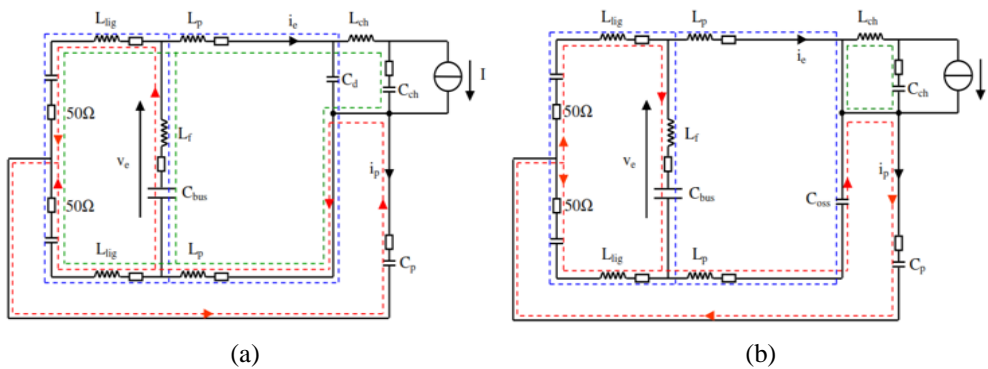 L_lig L_p i_e L_ch
50Ω C_d C_ch I
v_e L_f
50Ω C_bus i_p
L_lig L_p C_p
(a)
L_lig L_p i_e L_ch
50Ω C_ch I
v_e L_f i_p
50Ω C_bus C_oss
L_lig L_p C_p
(b)